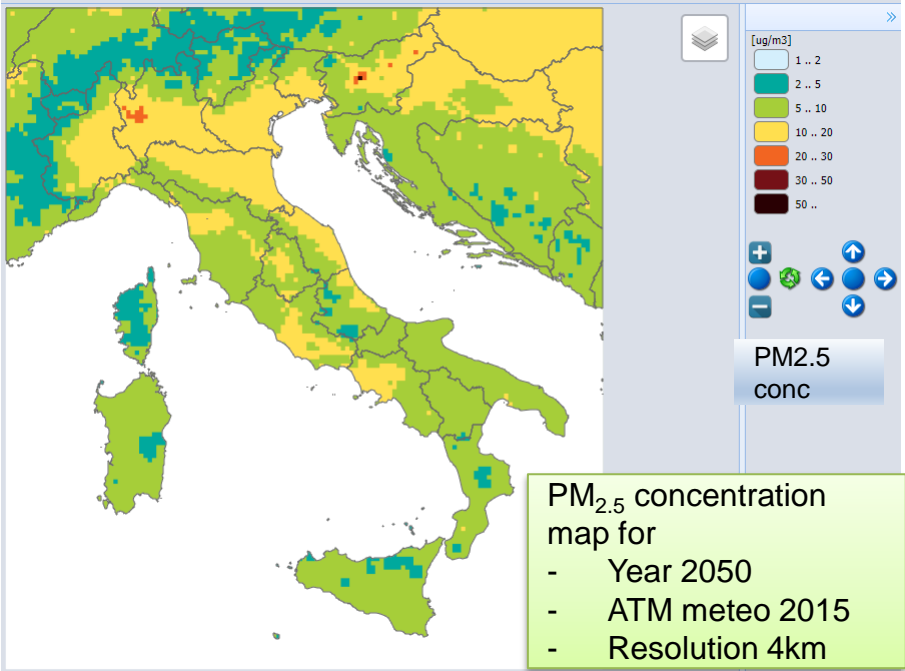 »
[ug/m3]
1 .. 2
2 .. 5
5 .. 10
10 .. 20
20 .. 30
30 .. 50
50 ..
PM2.5
conc
PM₂.₅ concentration
map for
- Year 2050
- ATM meteo 2015
- Resolution 4km